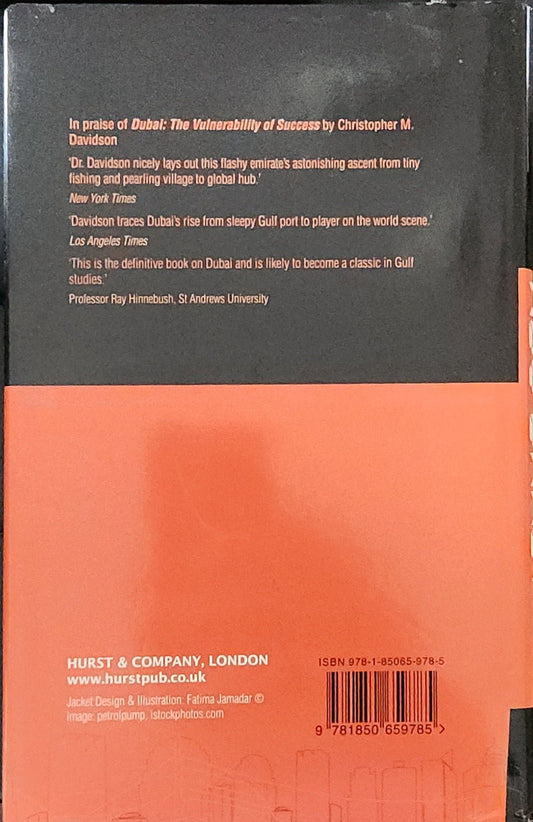 In praise of Dubai: The Vulnerability of Success by Christopher M.
Davidson
'Dr. Davidson nicely lays out this flashy emirate's astonishing ascent from tiny
fishing and pearling village to global hub.'
New York Times
'Davidson traces Dubai's rise from sleepy Gulf port to player on the world scene.'
Los Angeles Times
'This is the definitive book on Dubai and is likely to become a classic in Gulf
studies.'
Professor Ray Hinnebush, St Andrews University
HURST & COMPANY, LONDON
www.hurstpub.co.uk
Jacket Design & Illustration: Fatima Jamadar ©
Image: petrolpump, istockphotos.com
ISBN 978-1-85065-978-5
9 781850 659785 >